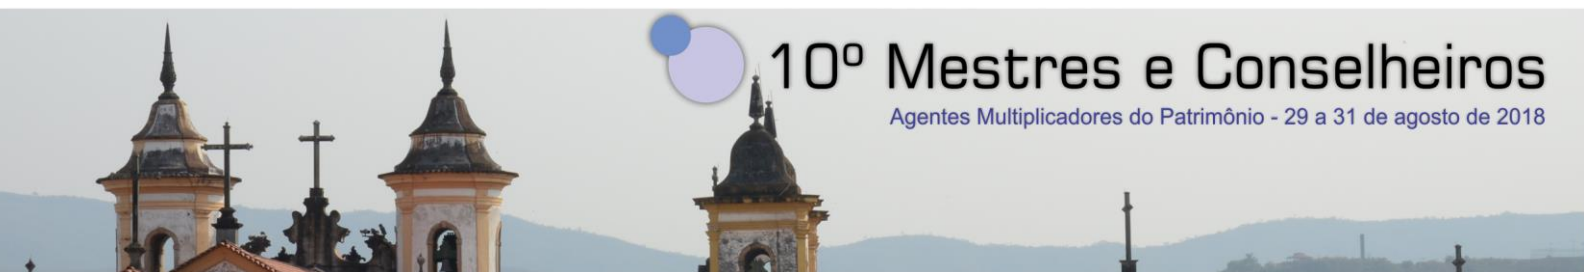 10º Mestres e Conselheiros
Agentes Multiplicadores do Patrimônio - 29 a 31 de agosto de 2018